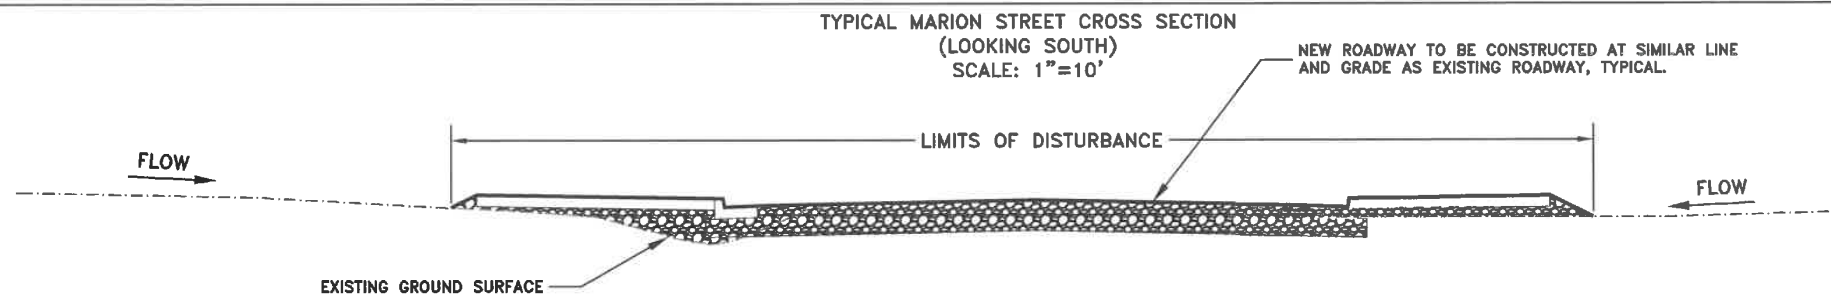 TYPICAL MARION STREET CROSS SECTION
(LOOKING SOUTH)
SCALE: 1"=10'
NEW ROADWAY TO BE CONSTRUCTED AT SIMILAR LINE
AND GRADE AS EXISTING ROADWAY, TYPICAL.
LIMITS OF DISTURBANCE
FLOW
FLOW
EXISTING GROUND SURFACE